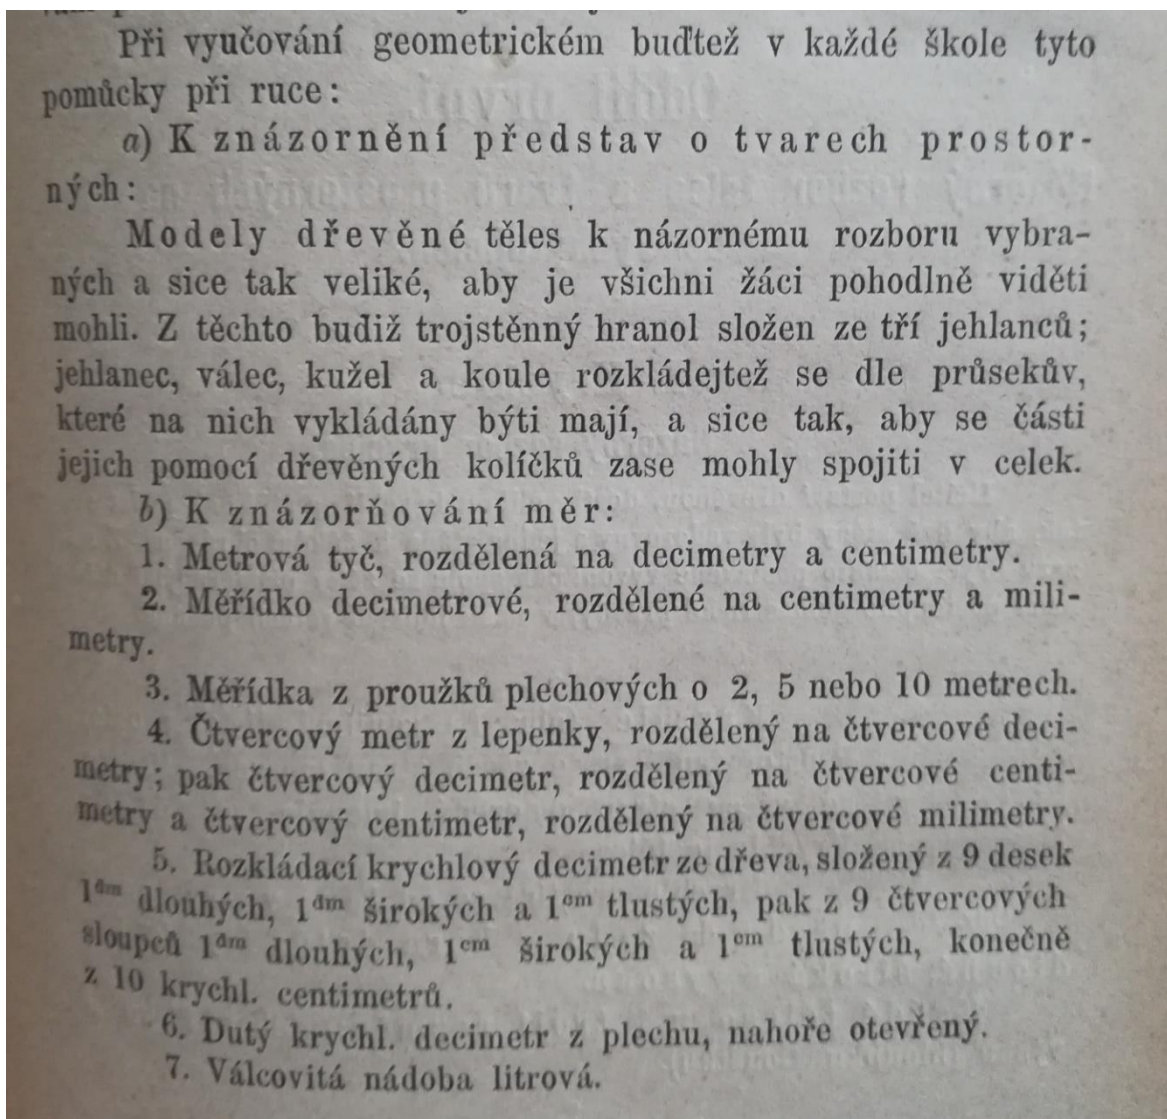 Při vyučování geometrickém buďtež v každé škole tyto
pomůcky při ruce:
a) K znázornění představ o tvarech prostor-
ných:
Modely dřevěné těles k názornému rozboru vybra-
ných a sice tak veliké, aby je všichni žáci pohodlně viděti
mohli. Z těchto budiž trojstěnný hranol složen ze tří jehlanců;
jehlanec, válec, kužel a koule rozkládejtež se dle průsekův,
které na nich vykládány býti mají, a sice tak, aby se části
jejich pomocí dřevěných kolíčků zase mohly spojiti v celek.
b) K znázorňování měr:
1. Metrová tyč, rozdělená na decimetry a centimetry.
2. Měřídko decimetrové, rozdělené na centimetry a mili-
metry.
3. Měřídka z proužků plechových o 2, 5 nebo 10 metrech.
4. Čtvercový metr z lepenky, rozdělený na čtvercové deci-
metry; pak čtvercový decimetr, rozdělený na čtvercové centi-
metry a čtvercový centimetr, rozdělený na čtvercové milimetry.
5. Rozkládací krychlový decimetr ze dřeva, složený z 9 desek
1dm dlouhých, 1dm širokých a 1cm tlustých, pak z 9 čtvercových
sloupců 1dm dlouhých, 1cm širokých a 1cm tlustých, konečně
z 10 krychl. centimetrů.
6. Dutý krychl. decimetr z plechu, nahoře otevřený.
7. Válcovitá nádoba litrová.